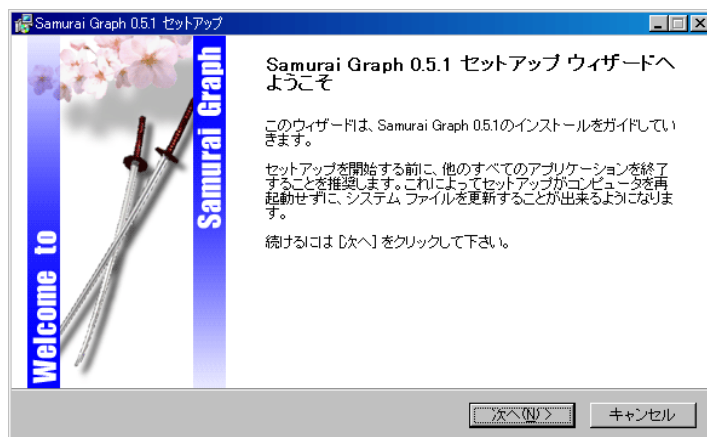 Samurai Graph 0.5.1 セットアップ
Welcome to
Samurai Graph
Samurai Graph 0.5.1 セットアップ ウィザードへ
ようこそ
このウィザードは、Samurai Graph 0.5.1のインストールをガイドしてい
きます。
セットアップを開始する前に、他のすべてのアプリケーションを終了
することを推奨します。これによってセットアップがコンピュータを再
起動せずに、システム ファイルを更新することが出来るようになりま
す。
続けるには [次へ] をクリックして下さい。
次へ(N) >
キャンセル